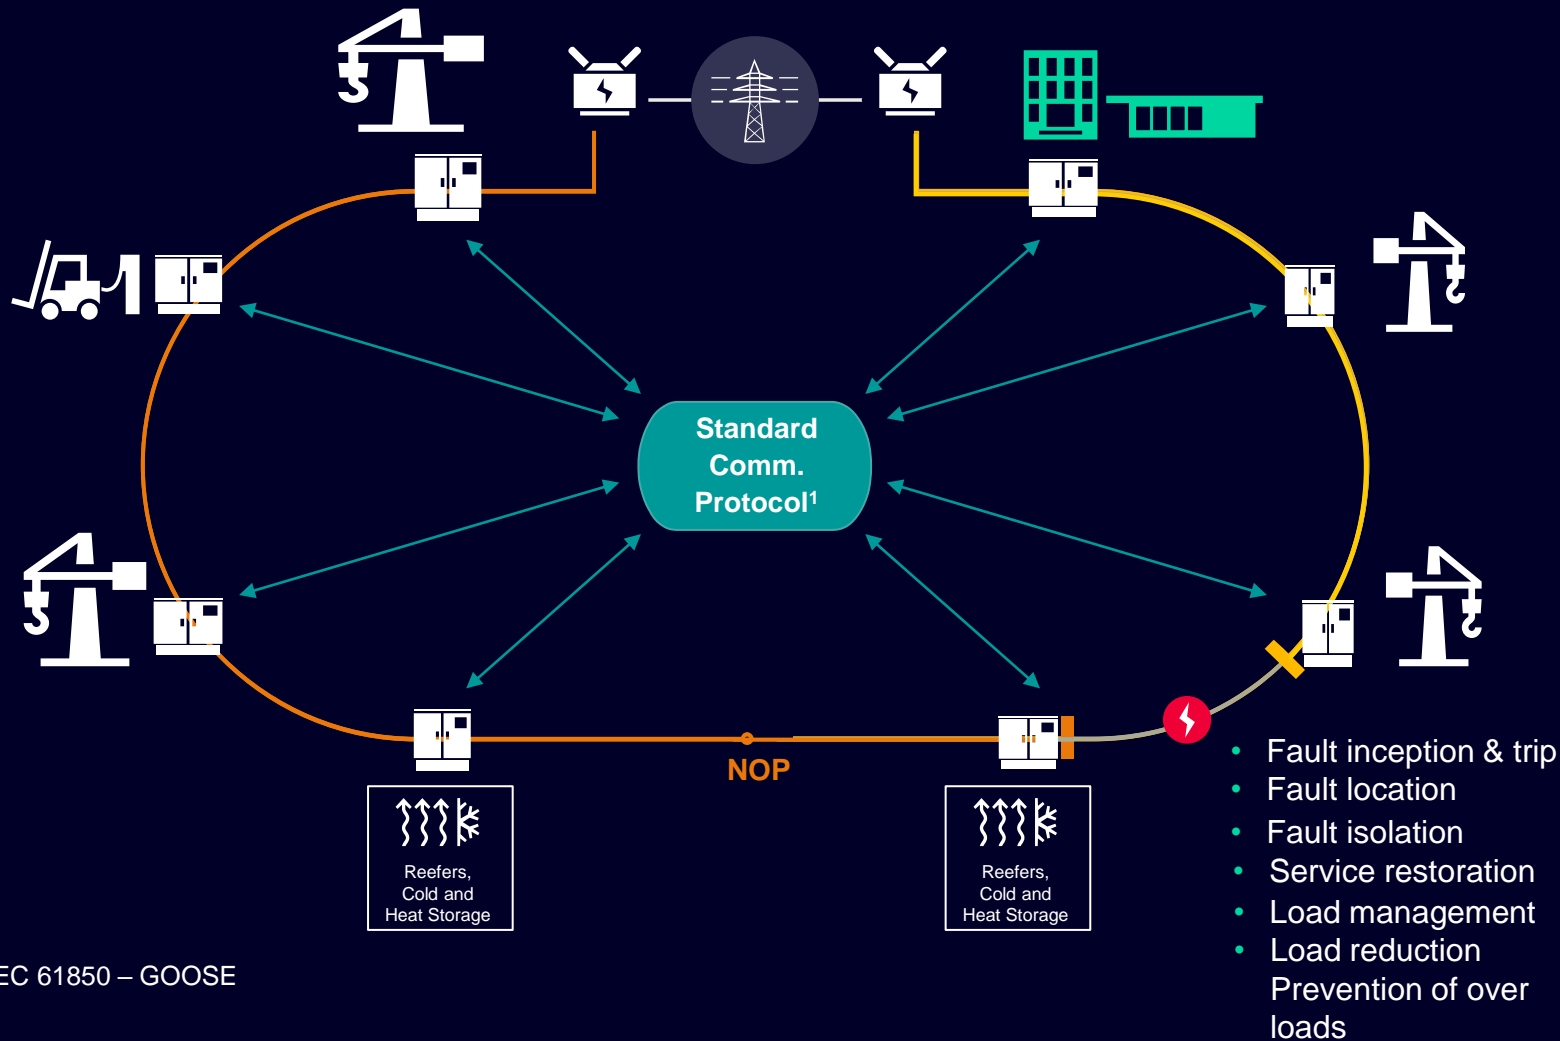 Standard
Comm.
Protocol¹
NOP
Reefers,
Cold and
Heat Storage
Reefers,
Cold and
Heat Storage
• Fault inception & trip
• Fault location
• Fault isolation
• Service restoration
• Load management
• Load reduction
Prevention of over
loads
EC 61850 – GOOSE